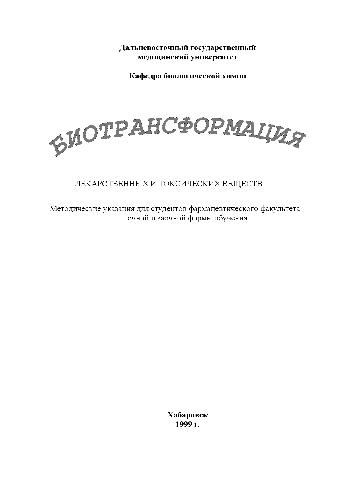 Дальневосточный государственный
медицинский университет
Кафедра биологической химии
БИОТРАНСФОРМАЦИЯ
ЛЕКАРСТВЕННЫХ И ТОКСИЧЕСКИХ ВЕЩЕСТВ
Методические указания для студентов фармацевтического факультета
очной и заочной формы обучения
Хабаровск
1999 г.